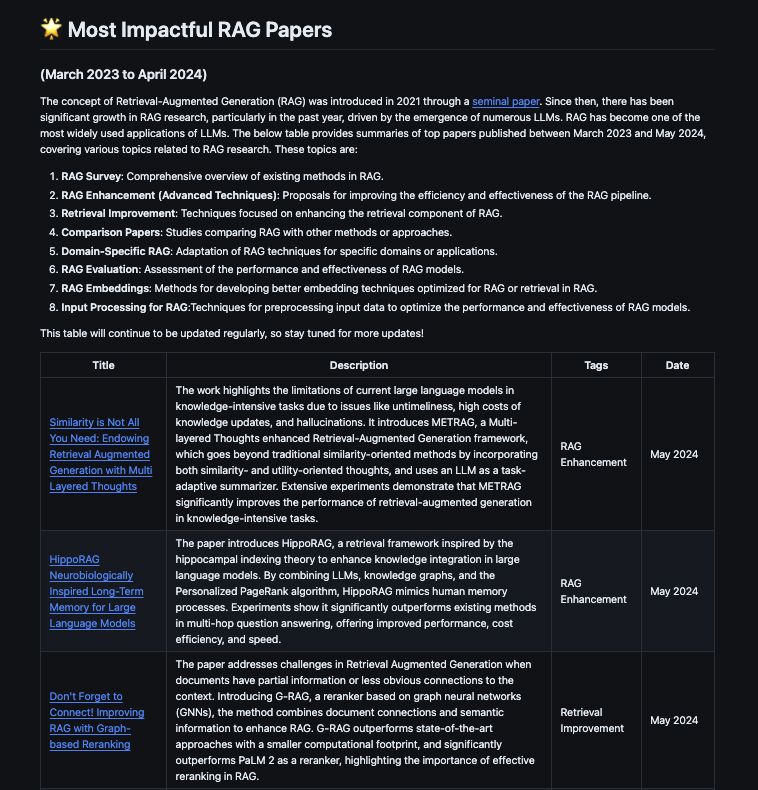 🌟 Most Impactful RAG Papers
(March 2023 to April 2024)
The concept of Retrieval-Augmented Generation (RAG) was introduced in 2021 through a seminal paper. Since then, there has been
significant growth in RAG research, particularly in the past year, driven by the emergence of numerous LLMs. RAG has become one of the
most widely used applications of LLMs. The below table provides summaries of top papers published between March 2023 and May 2024,
covering various topics related to RAG research. These topics are:
1. RAG Survey: Comprehensive overview of existing methods in RAG.
2. RAG Enhancement (Advanced Techniques): Proposals for improving the efficiency and effectiveness of the RAG pipeline.
3. Retrieval Improvement: Techniques focused on enhancing the retrieval component of RAG.
4. Comparison Papers: Studies comparing RAG with other methods or approaches.
5. Domain-Specific RAG: Adaptation of RAG techniques for specific domains or applications.
6. RAG Evaluation: Assessment of the performance and effectiveness of RAG models.
7. RAG Embeddings: Methods for developing better embedding techniques optimized for RAG or retrieval in RAG.
8. Input Processing for RAG:Techniques for preprocessing input data to optimize the performance and effectiveness of RAG models.
This table will continue to be updated regularly, so stay tuned for more updates!
Title
Description
Tags
Date
Similarity is Not All
You Need: Endowing
Retrieval Augmented
Generation with Multi
Layered Thoughts
The work highlights the limitations of current large language models in
knowledge-intensive tasks due to issues like untimeliness, high costs of
knowledge updates, and hallucinations. It introduces METRAG, a Multi-
layered Thoughts enhanced Retrieval-Augmented Generation framework,
which goes beyond traditional similarity-oriented methods by incorporating
both similarity- and utility-oriented thoughts, and uses an LLM as a task-
adaptive summarizer. Extensive experiments demonstrate that METRAG
significantly improves the performance of retrieval-augmented generation
in knowledge-intensive tasks.
RAG
Enhancement
May 2024
HippoRAG
Neurobiologically
Inspired Long-Term
Memory for Large
Language Models
The paper introduces HippoRAG, a retrieval framework inspired by the
hippocampal indexing theory to enhance knowledge integration in large
language models. By combining LLMs, knowledge graphs, and the
Personalized PageRank algorithm, HippoRAG mimics human memory
processes. Experiments show it significantly outperforms existing methods
in multi-hop question answering, offering improved performance, cost
efficiency, and speed.
RAG
Enhancement
May 2024
Don't Forget to
Connect! Improving
RAG with Graph-
based Reranking
The paper addresses challenges in Retrieval Augmented Generation when
documents have partial information or less obvious connections to the
context. Introducing G-RAG, a reranker based on graph neural networks
(GNNs), the method combines document connections and semantic
information to enhance RAG. G-RAG outperforms state-of-the-art
approaches with a smaller computational footprint, and significantly
outperforms PaLM 2 as a reranker, highlighting the importance of effective
reranking in RAG.
Retrieval
Improvement
May 2024